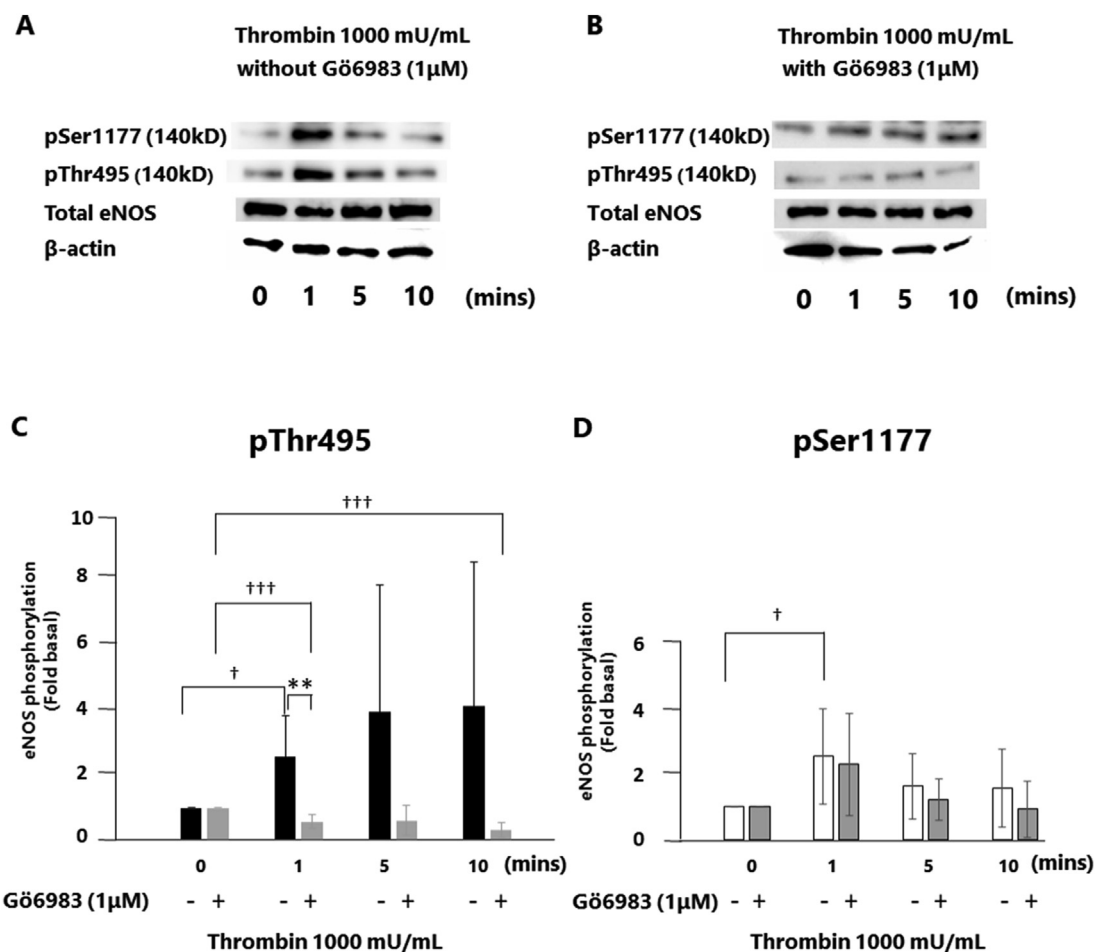 A
Thrombin 1000 mU/mL
without Gö6983 (1μM)
pSer1177 (140kD)
pThr495 (140kD)
Total eNOS
β-actin
0 1 5 10 (mins)
B
Thrombin 1000 mU/mL
with Gö6983 (1μM)
pSer1177 (140kD)
pThr495 (140kD)
Total eNOS
β-actin
0 1 5 10 (mins)
C
pThr495
eNOS phosphorylation
(Fold basal)
10
8
6
4
2
0
†††
†††
†
**
0 1 5 10 (mins)
Gö6983 (1μM) - + - + - + - +
Thrombin 1000 mU/mL
D
pSer1177
eNOS phosphorylation
(Fold basal)
6
4
2
0
†
0 1 5 10 (mins)
Gö6983 (1μM) - + - + - + - +
Thrombin 1000 mU/mL